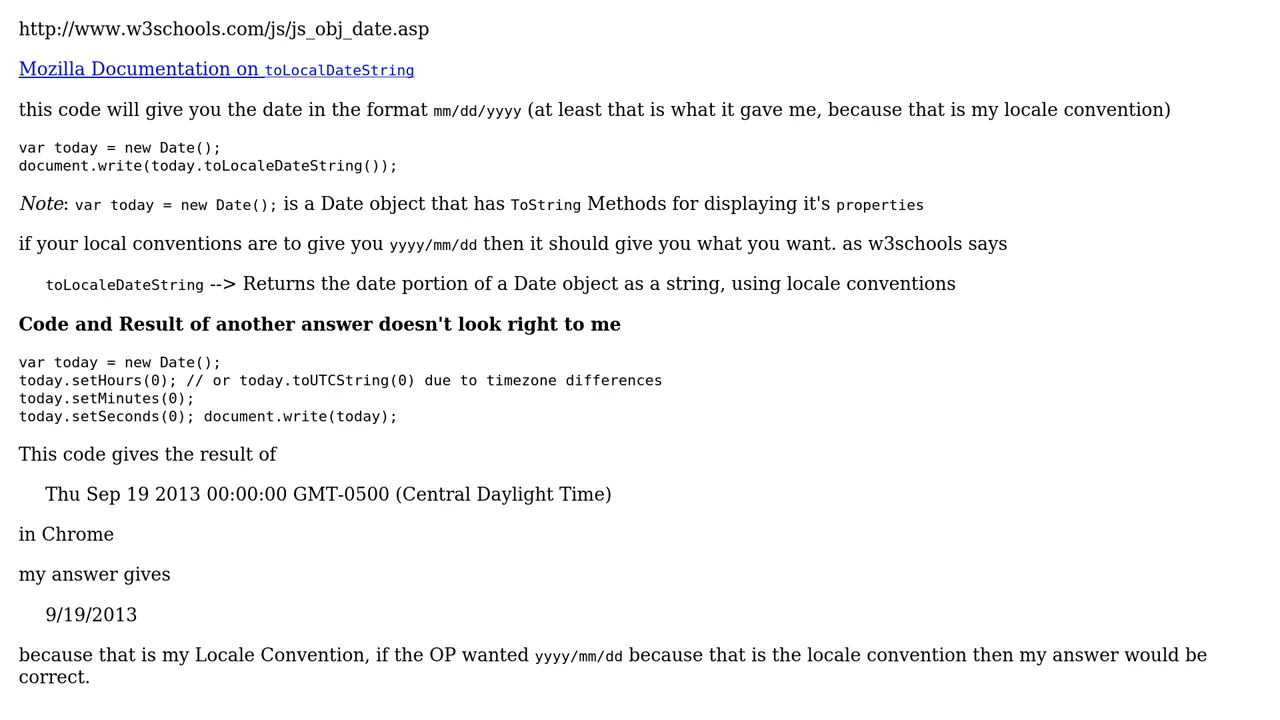 http://www.w3schools.com/js/js_obj_date.asp
Mozilla Documentation on toLocalDateString
this code will give you the date in the format mm/dd/yyyy (at least that is what it gave me, because that is my locale convention)
var today = new Date();
document.write(today.toLocaleDateString());
Note: var today = new Date(); is a Date object that has ToString Methods for displaying it's properties
if your local conventions are to give you yyyy/mm/dd then it should give you what you want. as w3schools says
toLocaleDateString --> Returns the date portion of a Date object as a string, using locale conventions
Code and Result of another answer doesn't look right to me
var today = new Date();
today.setHours(0); // or today.toUTCString(0) due to timezone differences
today.setMinutes(0);
today.setSeconds(0); document.write(today);
This code gives the result of
Thu Sep 19 2013 00:00:00 GMT-0500 (Central Daylight Time)
in Chrome
my answer gives
9/19/2013
because that is my Locale Convention, if the OP wanted yyyy/mm/dd because that is the locale convention then my answer would be
correct.